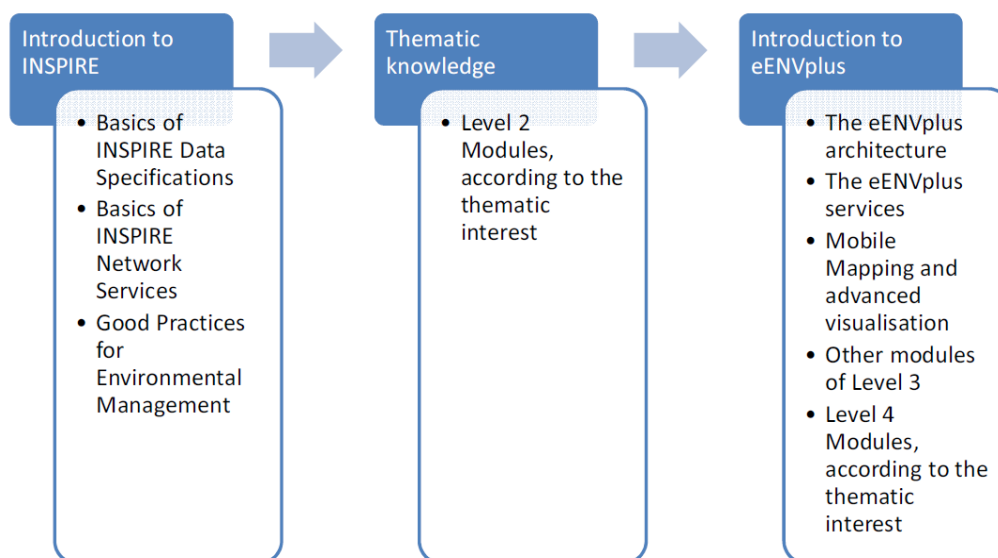 Introduction to
INSPIRE
• Basics of
INSPIRE Data
Specifications
• Basics of
INSPIRE
Network
Services
• Good Practices
for
Environmental
Management
Thematic
knowledge
• Level 2
Modules,
according to the
thematic
interest
Introduction to
eENVplus
• The eENVplus
architecture
• The eENVplus
services
• Mobile
Mapping and
advanced
visualisation
• Other modules
of Level 3
• Level 4
Modules,
according to the
thematic
interest